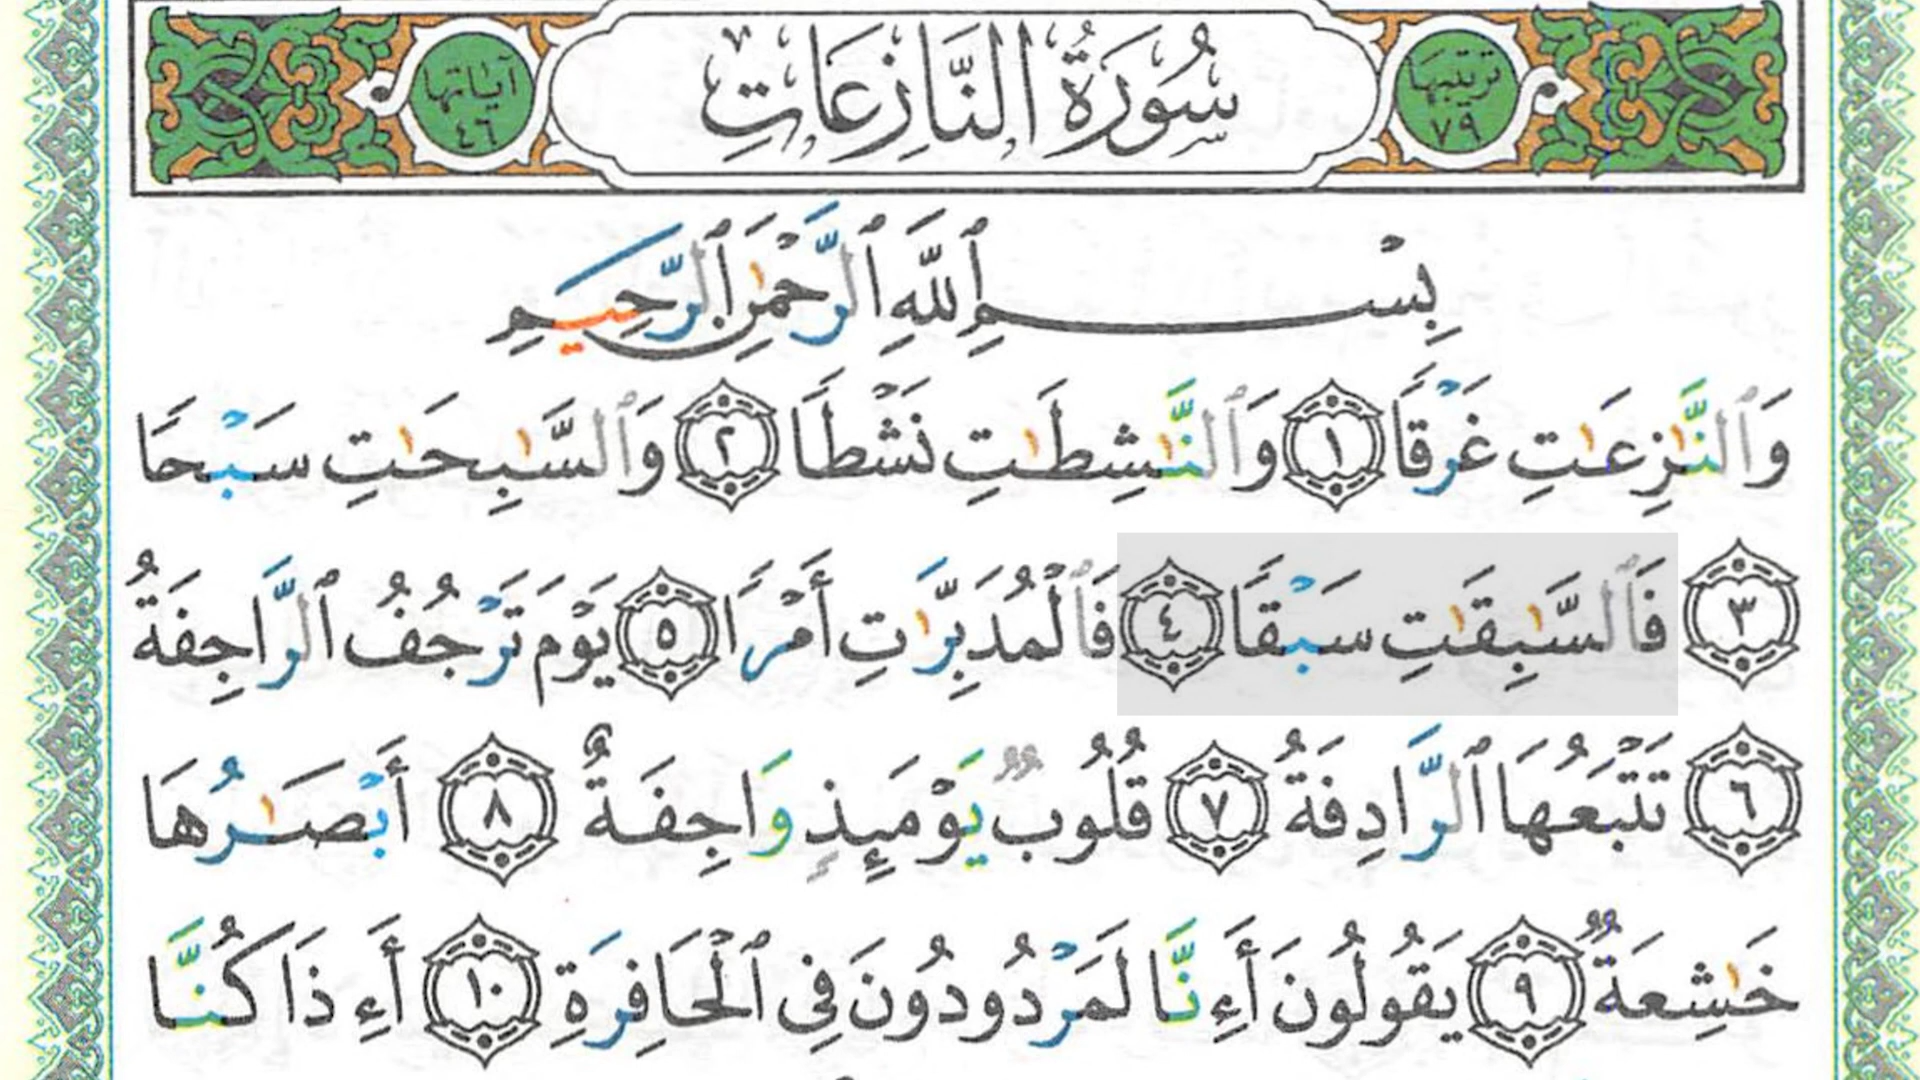 ترتيبها ٧٩
سُورَةُ النَّازِعَاتِ
آيَاتها ٤٦
بِسْمِ ٱللَّهِ ٱلرَّحْمَٰنِ ٱلرَّحِيمِ
وَٱلنَّٰزِعَٰتِ غَرْقًا ١ وَٱلنَّٰشِطَٰتِ نَشْطًا ٢ وَٱلسَّٰبِحَٰتِ سَبْحًا
٣ فَٱلسَّٰبِقَٰتِ سَبْقًا ٤ فَٱلْمُدَبِّرَٰتِ أَمْرًا ٥ يَوْمَ تَرْجُفُ ٱلرَّاجِفَةُ
٦ تَتْبَعُهَا ٱلرَّادِفَةُ ٧ قُلُوبٌ يَوْمَئِذٍ وَاجِفَةٌ ٨ أَبْصَٰرُهَا
خَٰشِعَةٌ ٩ يَقُولُونَ أَءِنَّا لَمَرْدُودُونَ فِى ٱلْحَافِرَةِ ١٠ أَءِذَا كُنَّا